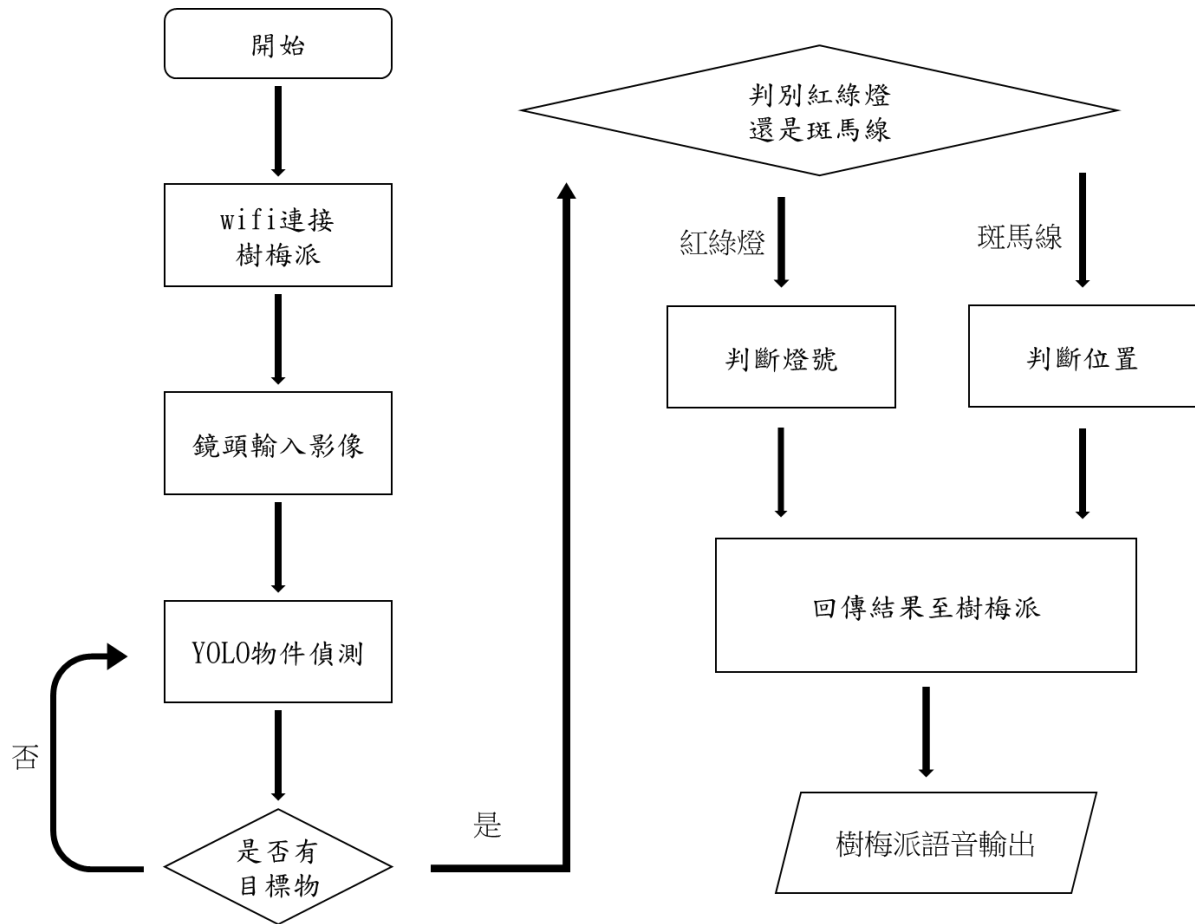 開始
wifi連接
樹梅派
鏡頭輸入影像
YOLO物件偵測
否
是否有
目標物
是
判別紅綠燈
還是斑馬線
紅綠燈
斑馬線
判斷燈號
判斷位置
回傳結果至樹梅派
樹梅派語音輸出